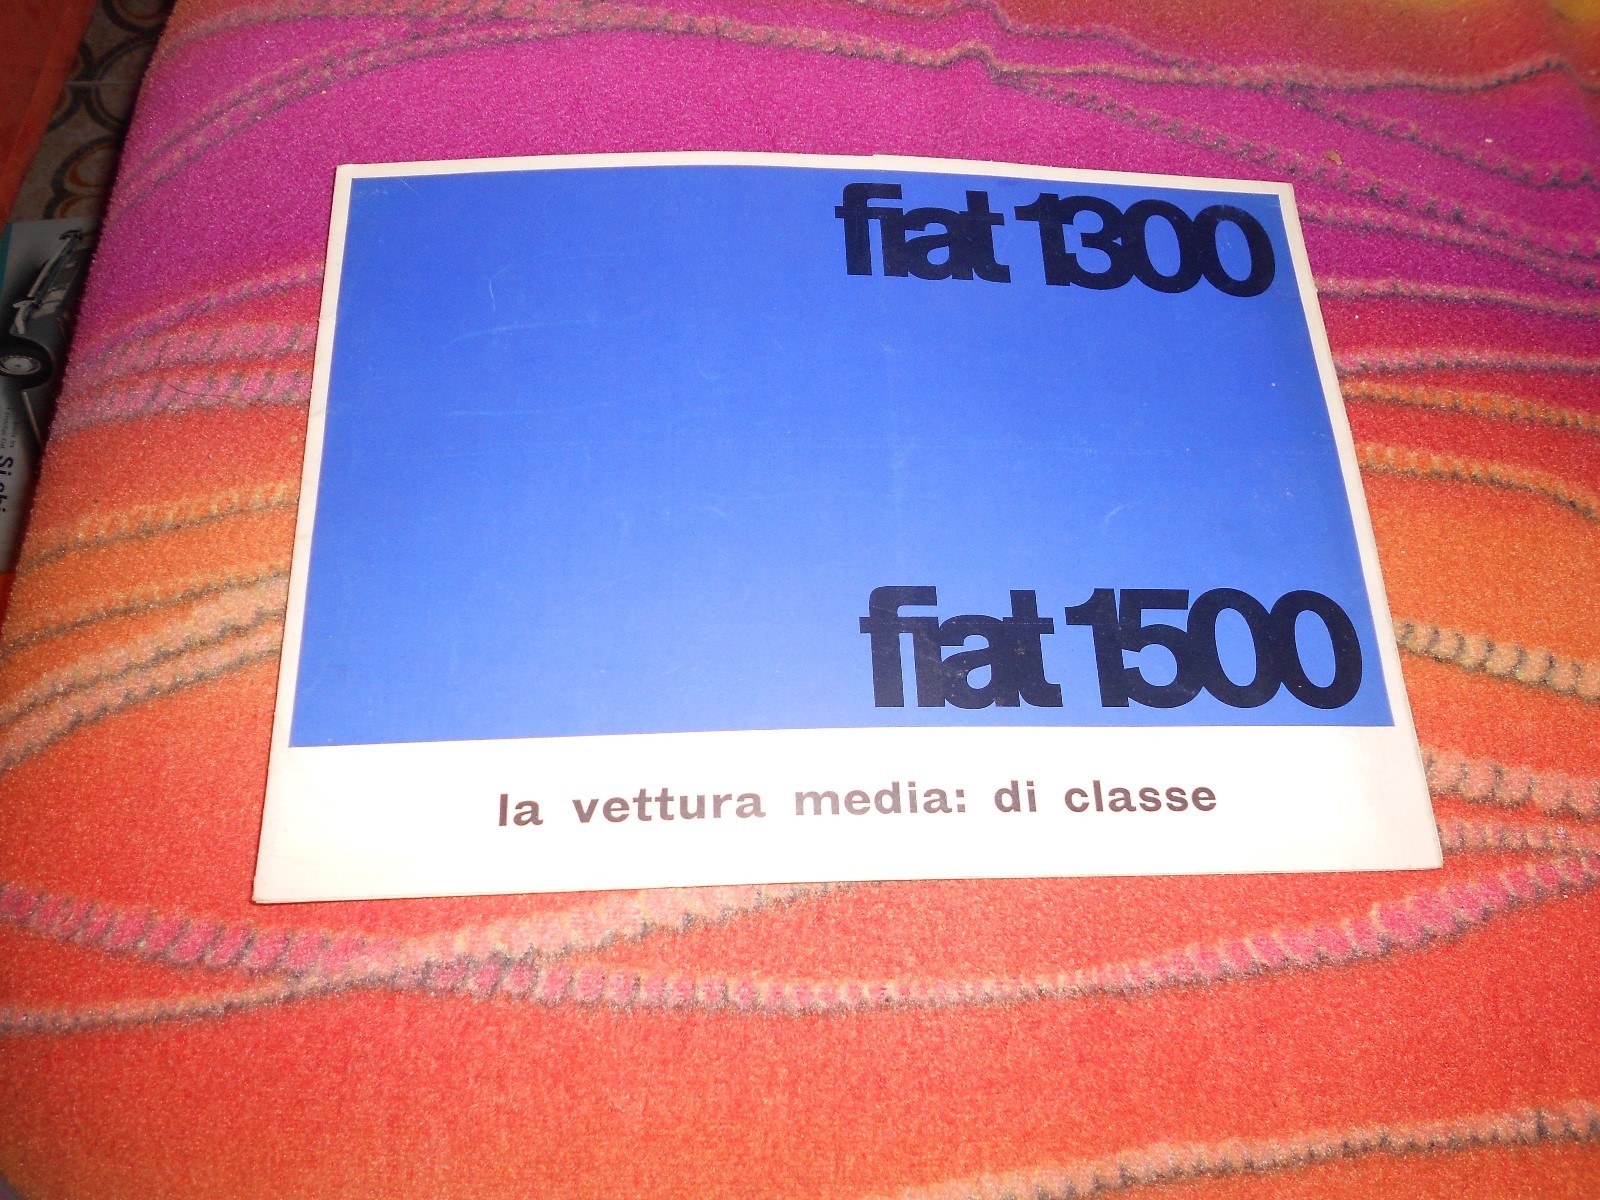 fiat 1300
fiat 1500
la vettura media: di classe